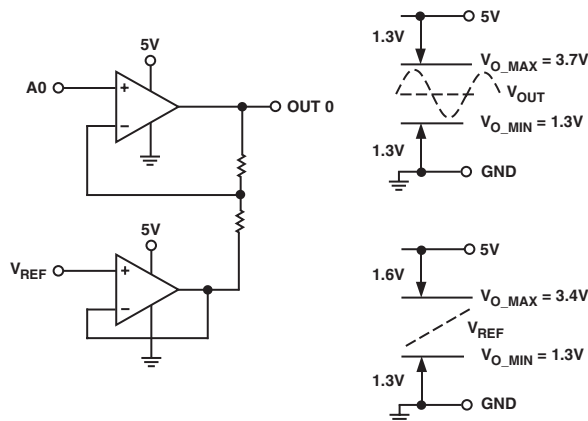 5V
A0
+
–
OUT 0
5V
VREF
+
–
5V
1.3V
VO_MAX = 3.7V
VOUT
VO_MIN = 1.3V
1.3V
GND
5V
1.6V
VO_MAX = 3.4V
VREF
VO_MIN = 1.3V
1.3V
GND